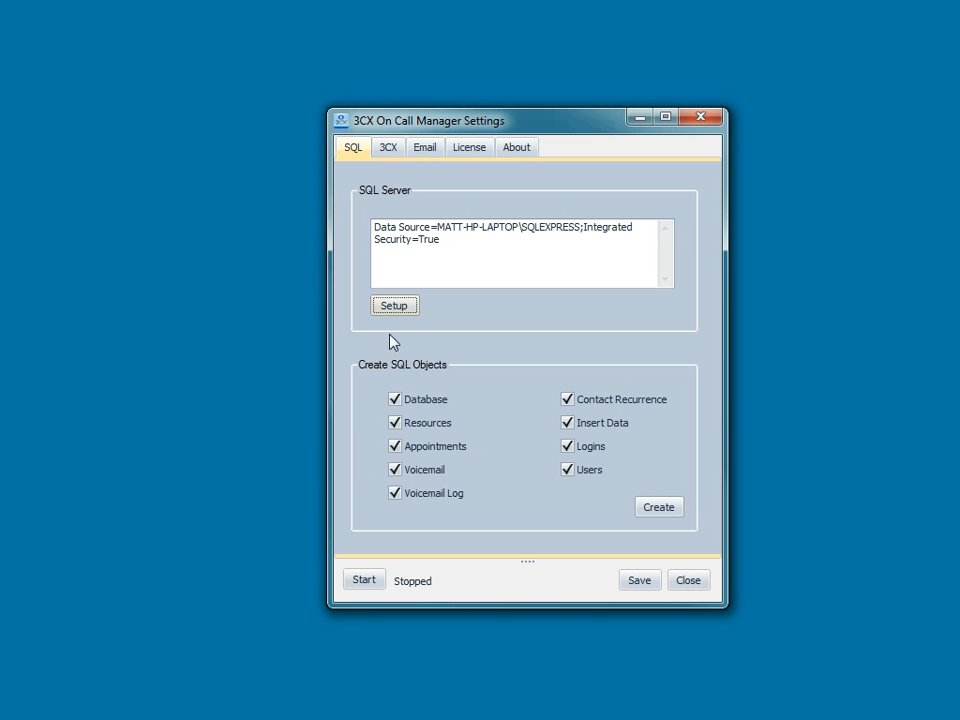 3CX On Call Manager Settings
SQL 3CX Email License About
SQL Server
Data Source=MATT-HP-LAPTOP\SQLEXPRESS;Integrated
Security=True
Setup
Create SQL Objects
Database Contact Recurrence
Resources Insert Data
Appointments Logins
Voicemail Users
Voicemail Log
Create
Start Stopped Save Close